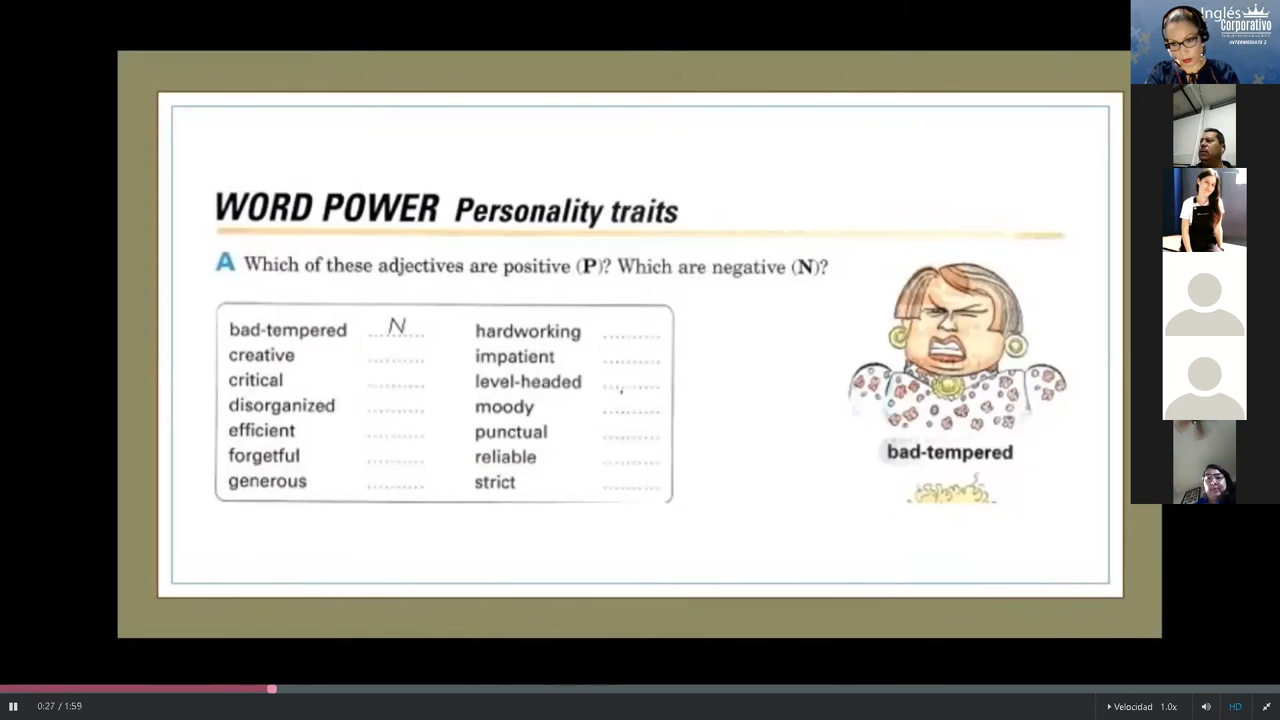 Inglés
Corporativo
INTERMEDIATE 2
WORD POWER Personality traits
A Which of these adjectives are positive (P)? Which are negative (N)?
bad-tempered N hardworking
creative impatient
critical level-headed
disorganized moody
efficient punctual
forgetful reliable
generous strict
bad-tempered
0:27 / 1:59
Velocidad 1.0x HD